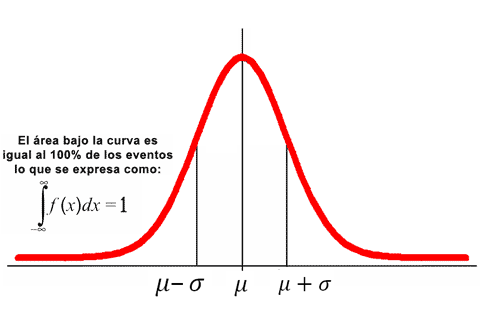 El área bajo la curva es
igual al 100% de los eventos
lo que se expresa como:
∞
∫ f(x)dx = 1
-∞
μ- σ μ μ + σ